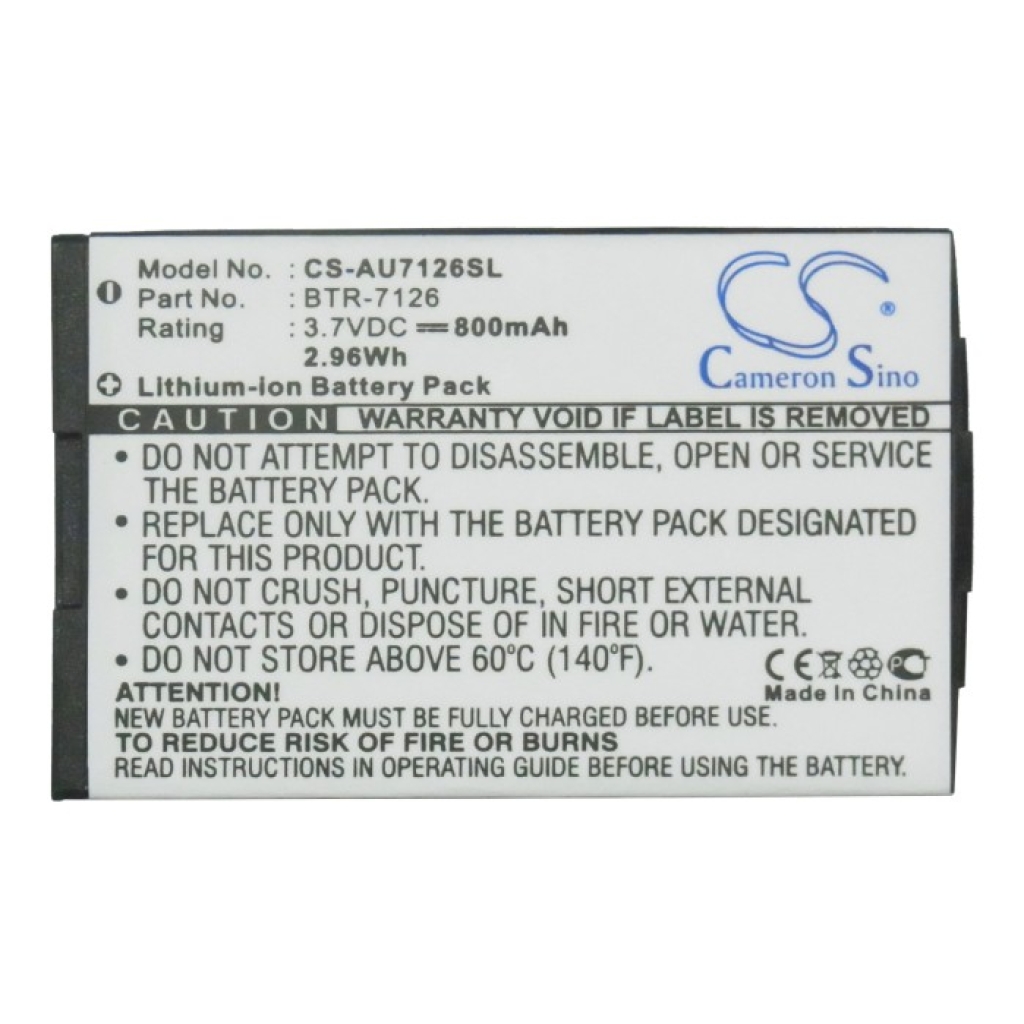 Model No. : CS-AU7126SL
Part No. : BTR-7126
Rating : 3.7VDC 800mAh
2.96Wh
Lithium-ion Battery Pack
CS ®
Cameron Sino
CAUTION WARRANTY VOID IF LABEL IS REMOVED
• DO NOT ATTEMPT TO DISASSEMBLE, OPEN OR SERVICE
THE BATTERY PACK.
• REPLACE ONLY WITH THE BATTERY PACK DESIGNATED
FOR THIS PRODUCT.
• DO NOT CRUSH, PUNCTURE, SHORT EXTERNAL
CONTACTS OR DISPOSE OF IN FIRE OR WATER.
• DO NOT STORE ABOVE 60°C (140°F).
CE PC
Made In China
ATTENTION!
NEW BATTERY PACK MUST BE FULLY CHARGED BEFORE USE.
TO REDUCE RISK OF FIRE OR BURNS
READ INSTRUCTIONS IN OPERATING GUIDE BEFORE USING THE BATTERY.